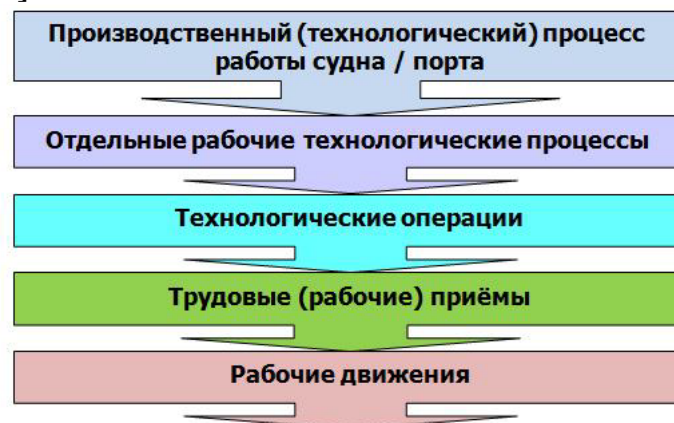 Производственный (технологический) процесс
работы судна / порта
Отдельные рабочие технологические процессы
Технологические операции
Трудовые (рабочие) приёмы
Рабочие движения